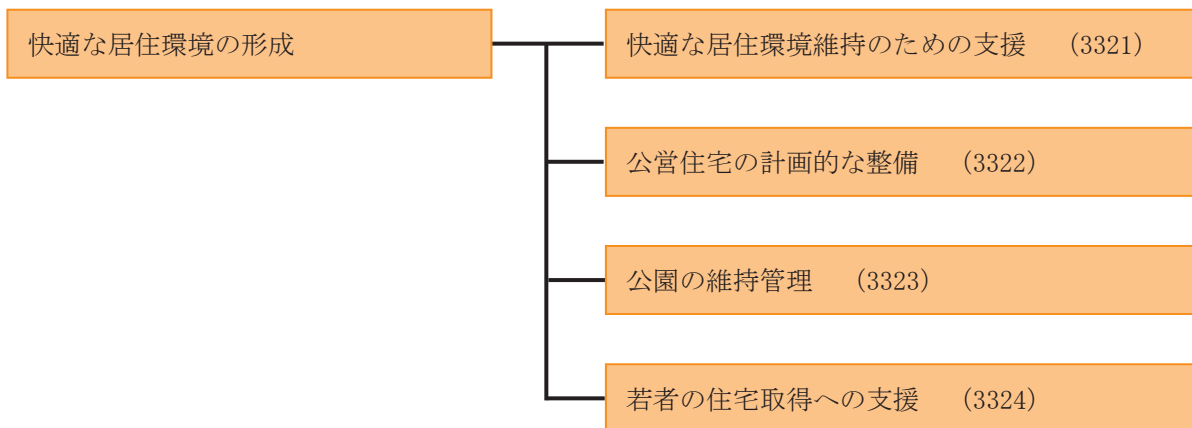 快適な居住環境の形成
快適な居住環境維持のための支援 （3321）
公営住宅の計画的な整備 （3322）
公園の維持管理 （3323）
若者の住宅取得への支援 （3324）